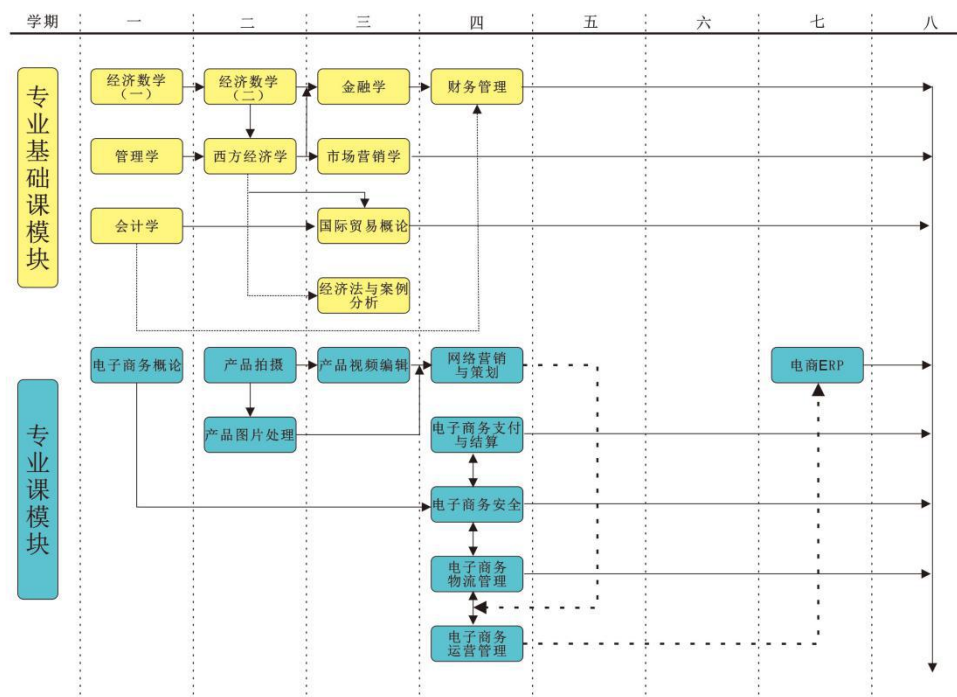 学期 一 二 三 四 五 六 七 八
专业基础课模块
经济数学
（一）
经济数学
（二）
金融学
财务管理
管理学
西方经济学
市场营销学
会计学
国际贸易概论
经济法与案例
分析
专业课模块
电子商务概论
产品拍摄
产品视频编辑
网络营销
与策划
电商ERP
产品图片处理
电子商务支付
与结算
电子商务安全
电子商务
物流管理
电子商务
运营管理